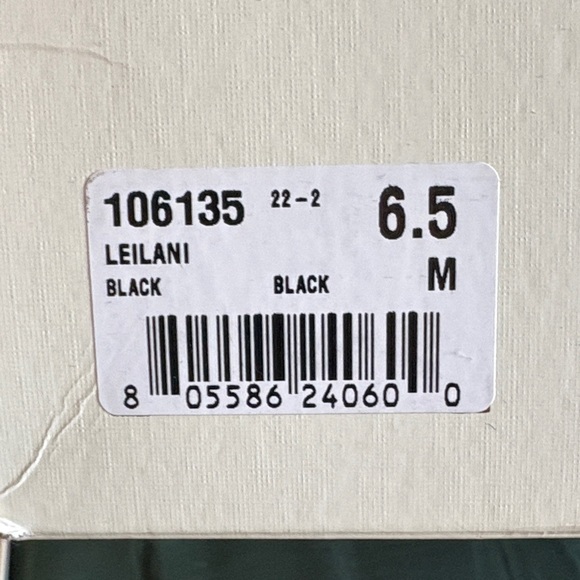 106135 22-2 6.5
LEILANI
BLACK BLACK M
8 05586 24060 0